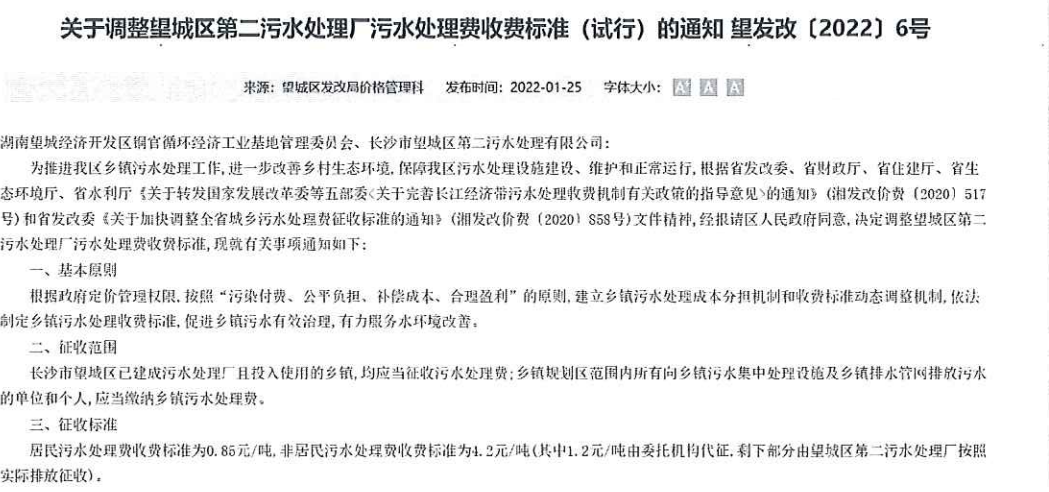 关于调整望城区第二污水处理厂污水处理费收费标准（试行）的通知 望发改〔2022〕6号
来源：望城区发改局价格管理科 发布时间：2022-01-25 字体大小：A+ A A-
湖南望城经济开发区铜官循环经济工业基地管理委员会、长沙市望城区第二污水处理有限公司：
为推进我区乡镇污水处理工作,进一步改善乡村生态环境,保障我区污水处理设施建设、维护和正常运行,根据省发改委、省财政厅、省住建厅、省生
态环境厅、省水利厅《关于转发国家发展改革委等五部委<关于完善长江经济带污水处理收费机制有关政策的指导意见>的通知》(湘发改价费〔2020〕517
号)和省发改委《关于加快调整全省城乡污水处理费征收标准的通知》(湘发改价费〔2020〕858号)文件精神,经报请区人民政府同意,决定调整望城区第二
污水处理厂污水处理费收费标准,现就有关事项通知如下:
一、基本原则
根据政府定价管理权限,按照“污染付费、公平负担、补偿成本、合理盈利”的原则,建立乡镇污水处理成本分担机制和收费标准动态调整机制,依法
制定乡镇污水处理收费标准,促进乡镇污水有效治理,有力服务水环境改善。
二、征收范围
长沙市望城区已建成污水处理厂且投入使用的乡镇,均应当征收污水处理费;乡镇规划区范围内所有向乡镇污水集中处理设施及乡镇排水管网排放污水
的单位和个人,应当缴纳乡镇污水处理费。
三、征收标准
居民污水处理费收费标准为0.85元/吨,非居民污水处理费收费标准为4.2元/吨(其中1.2元/吨由委托机构代征,剩下部分由望城区第二污水处理厂按照
实际排放征收)。